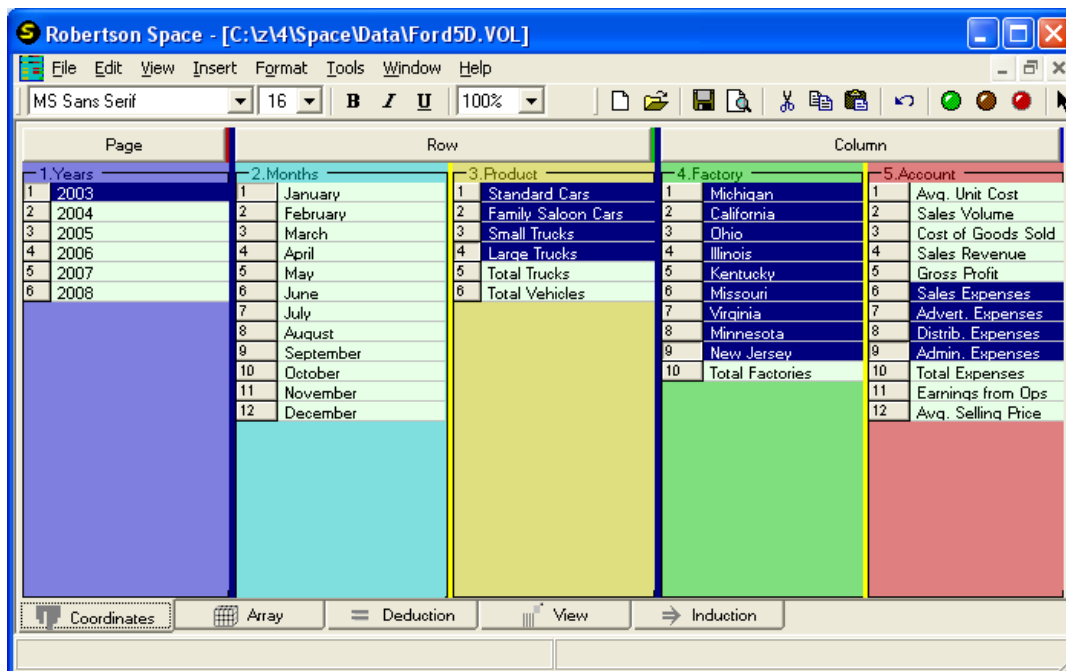 Robertson Space - [C:\z\4\Space\Data\Ford5D.VOL]
File Edit View Insert Format Tools Window Help
MS Sans Serif 16 B I U 100%
Page Row Column
1.Years 2.Months 3.Product 4.Factory 5.Account
1 2003 1 January 1 Standard Cars 1 Michigan 1 Avg. Unit Cost
2 2004 2 February 2 Family Saloon Cars 2 California 2 Sales Volume
3 2005 3 March 3 Small Trucks 3 Ohio 3 Cost of Goods Sold
4 2006 4 April 4 Large Trucks 4 Illinois 4 Sales Revenue
5 2007 5 May 5 Total Trucks 5 Kentucky 5 Gross Profit
6 2008 6 June 6 Total Vehicles 6 Missouri 6 Sales Expenses
7 July 7 Virginia 7 Advert. Expenses
8 August 8 Minnesota 8 Distrib. Expenses
9 September 9 New Jersey 9 Admin. Expenses
10 October 10 Total Factories 10 Total Expenses
11 November 11 Earnings from Ops
12 December 12 Avg. Selling Price
Coordinates Array Deduction View Induction